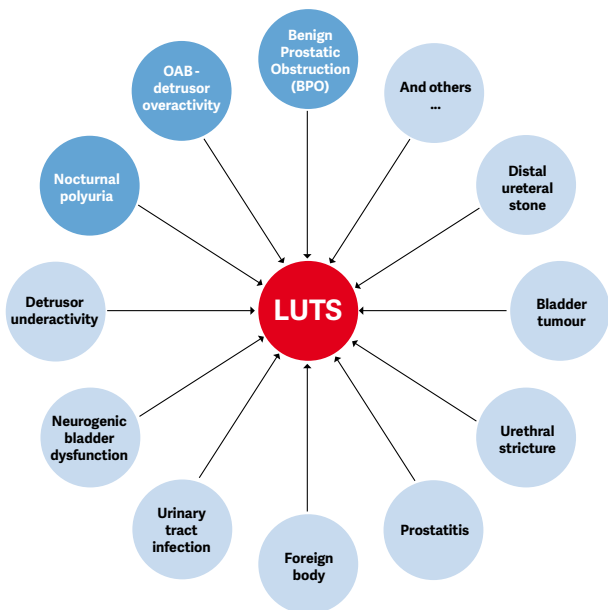 Benign
Prostatic
Obstruction
(BPO)
And others
...
Distal
ureteral
stone
Bladder
tumour
Urethral
stricture
Prostatitis
Foreign
body
Urinary
tract
infection
Neurogenic
bladder
dysfunction
Detrusor
underactivity
Nocturnal
polyuria
OAB-
detrusor
overactivity
LUTS